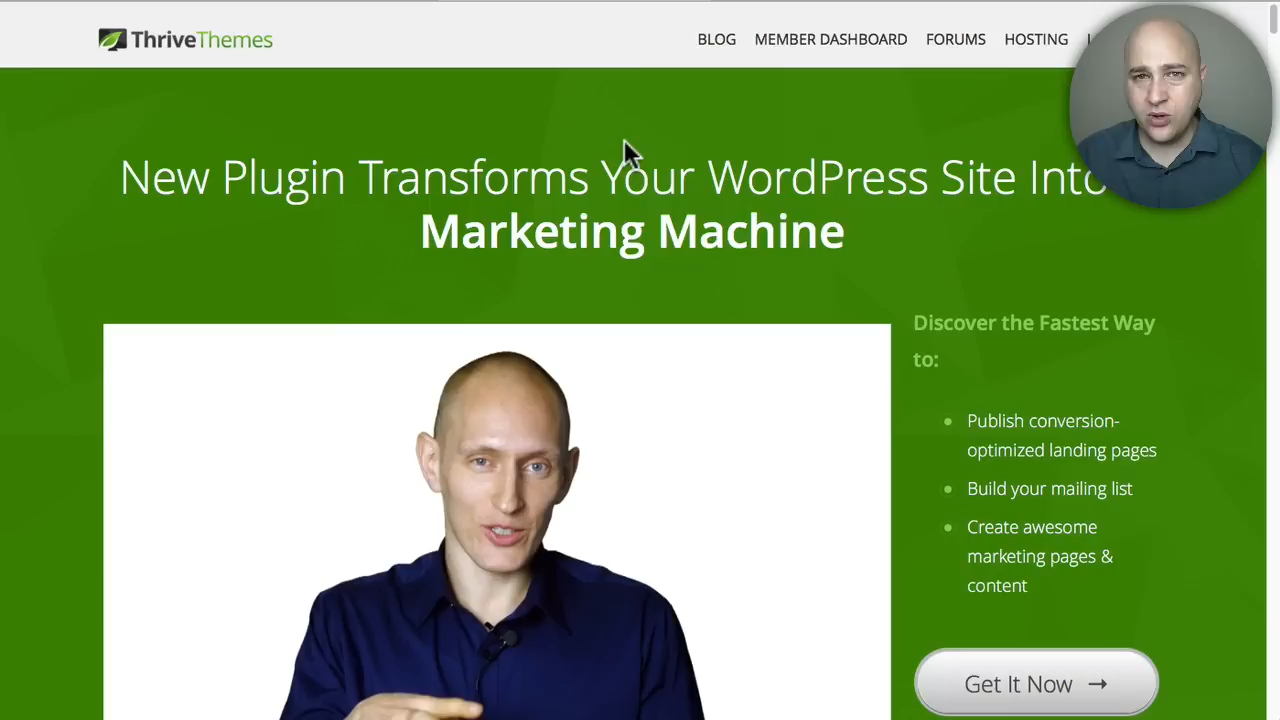 ThriveThemes
BLOG MEMBER DASHBOARD FORUMS HOSTING
New Plugin Transforms Your WordPress Site Into
Marketing Machine
Discover the Fastest Way
to:
Publish conversion-
optimized landing pages
Build your mailing list
Create awesome
marketing pages &
content
Get It Now →